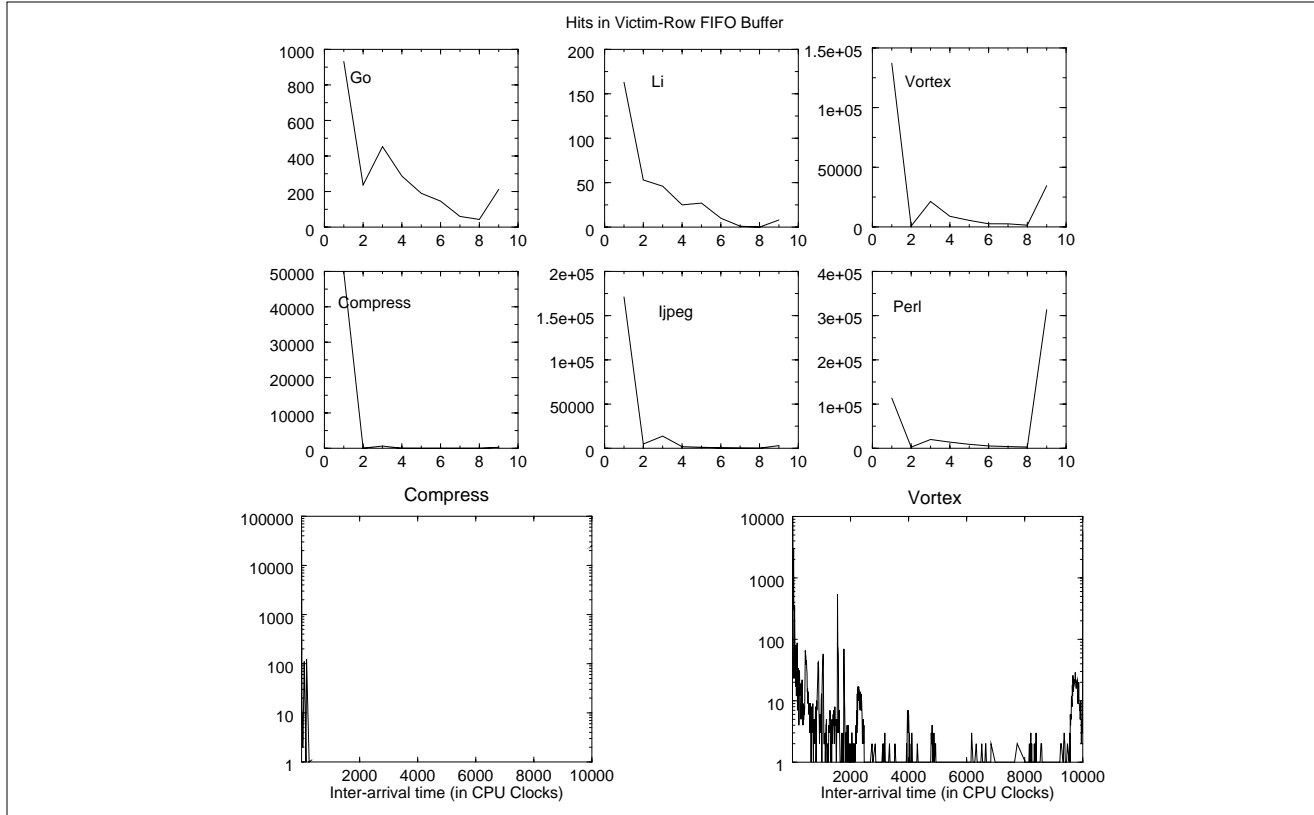 Hits in Victim-Row FIFO Buffer
1000
800
600
400
200
0
0 2 4 6 8 10
Go
200
150
100
50
0
0 2 4 6 8 10
Li
1.5e+05
1e+05
50000
0
0 2 4 6 8 10
Vortex
50000
40000
30000
20000
10000
0
0 2 4 6 8 10
Compress
2e+05
1.5e+05
1e+05
50000
0
0 2 4 6 8 10
Ijpeg
4e+05
3e+05
2e+05
1e+05
0
0 2 4 6 8 10
Perl
Compress
100000
10000
1000
100
10
1
2000 4000 6000 8000 10000
Inter-arrival time (in CPU Clocks)
Vortex
10000
1000
100
10
1
2000 4000 6000 8000 10000
Inter-arrival time (in CPU Clocks)